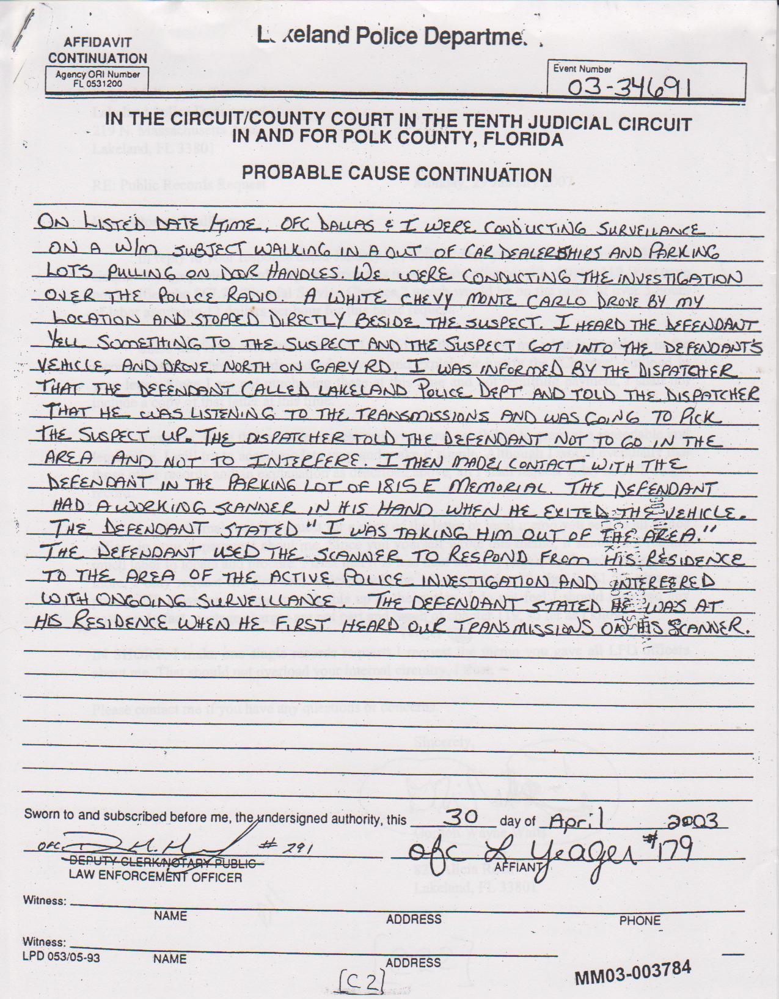 Lakeland Police Departme
AFFIDAVIT
CONTINUATION
Agency ORI Number
FL 0531200
Event Number
03-34691
IN THE CIRCUIT/COUNTY COURT IN THE TENTH JUDICIAL CIRCUIT
IN AND FOR POLK COUNTY, FLORIDA
PROBABLE CAUSE CONTINUATION
ON LISTED DATE/TIME, OFC DALLAS & I WERE CONDUCTING SURVEILANCE
ON A W/M SUBJECT WALKING IN A OUT OF CAR DEALERSHIRS AND PARKING
LOTS PULLING ON DOOR HANDLES. WE WERE CONDUCTING THE INVESTIGATION
OVER THE POLICE RADIO. A WHITE CHEVY MONTE CARLO DROVE BY MY
LOCATION AND STOPPED DIRECTLY BESIDE THE SUSPECT. I HEARD THE DEFENDANT
YELL SOMETHING TO THE SUSPECT AND THE SUSPECT GOT INTO THE DEFENDANT'S
VEHICLE, AND DROVE NORTH ON GARY RD. I WAS INFORMED BY THE DISPATCHER
THAT THE DEFENDANT CALLED LAKELAND POLICE DEPT AND TOLD THE DISPATCHER
THAT HE WAS LISTENING TO THE TRANSMISSIONS AND WAS GOING TO PICK
THE SUSPECT UP. THE DISPATCHER TOLD THE DEFENDANT NOT TO GO IN THE
AREA AND NOT TO INTERFERE. I THEN MADE CONTACT WITH THE
DEFENDANT IN THE PARKING LOT OF 1815 E MEMORIAL. THE DEFENDANT
HAD A WORKING SCANNER IN HIS HAND WHEN HE EXITED THE VEHICLE.
THE DEFENDANT STATED "I WAS TAKING HIM OUT OF THE AREA."
THE DEFENDANT USED THE SCANNER TO RESPOND FROM HIS RESIDENCE
TO THE AREA OF THE ACTIVE POLICE INVESTIGATION AND INTERFERED
WITH ONGOING SURVEILLANCE. THE DEFENDANT STATED HE WAS AT
HIS RESIDENCE WHEN HE FIRST HEARD OUR TRANSMISSIONS ON HIS SCANNER.
Sworn to and subscribed before me, the undersigned authority, this 30 day of April 2003
OFC # 291
Ofc L Yeager #179
DEPUTY CLERK/NOTARY PUBLIC
AFFIANT
LAW ENFORCEMENT OFFICER
Witness:
NAME ADDRESS PHONE
Witness:
LPD 053/05-93 NAME ADDRESS
[C 2]
MM03-003784